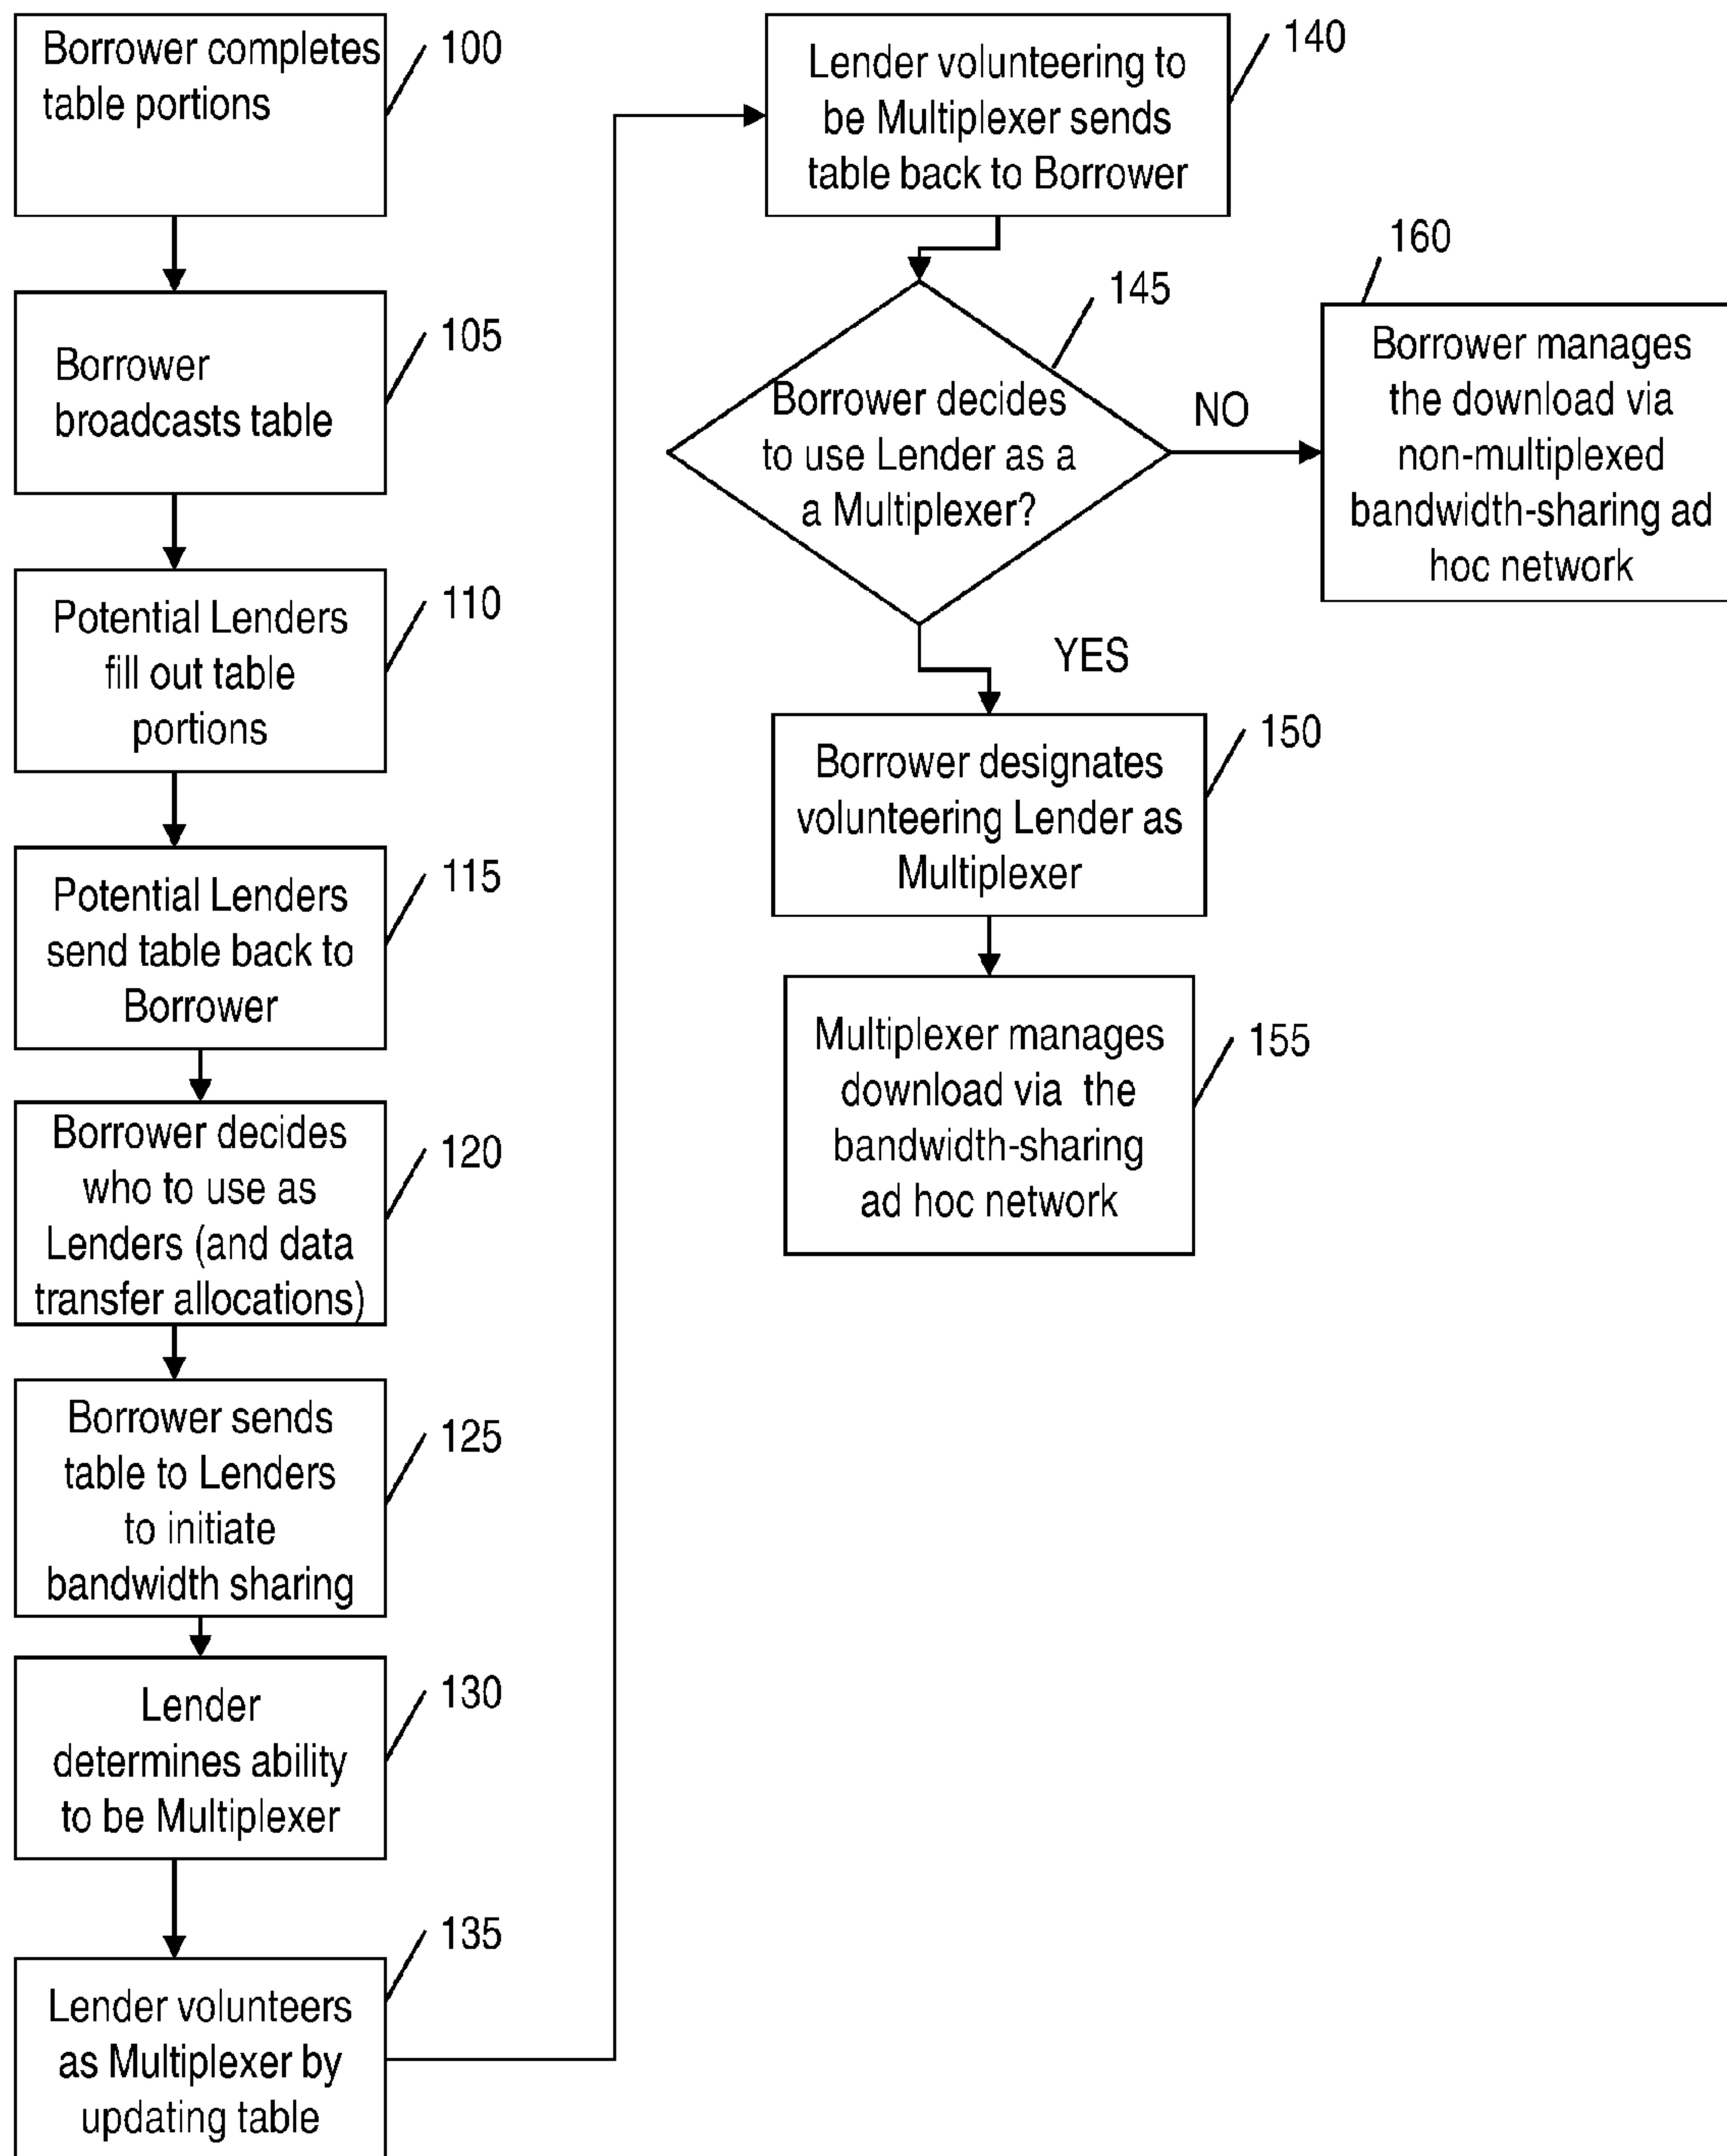 Borrower completes
table portions
100
Borrower
broadcasts table
105
Potential Lenders
fill out table
portions
110
Potential Lenders
send table back to
Borrower
115
Borrower decides
who to use as
Lenders (and data
transfer allocations)
120
Borrower sends
table to Lenders
to initiate
bandwidth sharing
125
Lender
determines ability
to be Multiplexer
130
Lender volunteers
as Multiplexer by
updating table
135
Lender volunteering to
be Multiplexer sends
table back to Borrower
140
Borrower decides
to use Lender as a
a Multiplexer?
145
NO
160
Borrower manages
the download via
non-multiplexed
bandwidth-sharing ad
hoc network
YES
Borrower designates
volunteering Lender as
Multiplexer
150
Multiplexer manages
download via the
bandwidth-sharing
ad hoc network
155